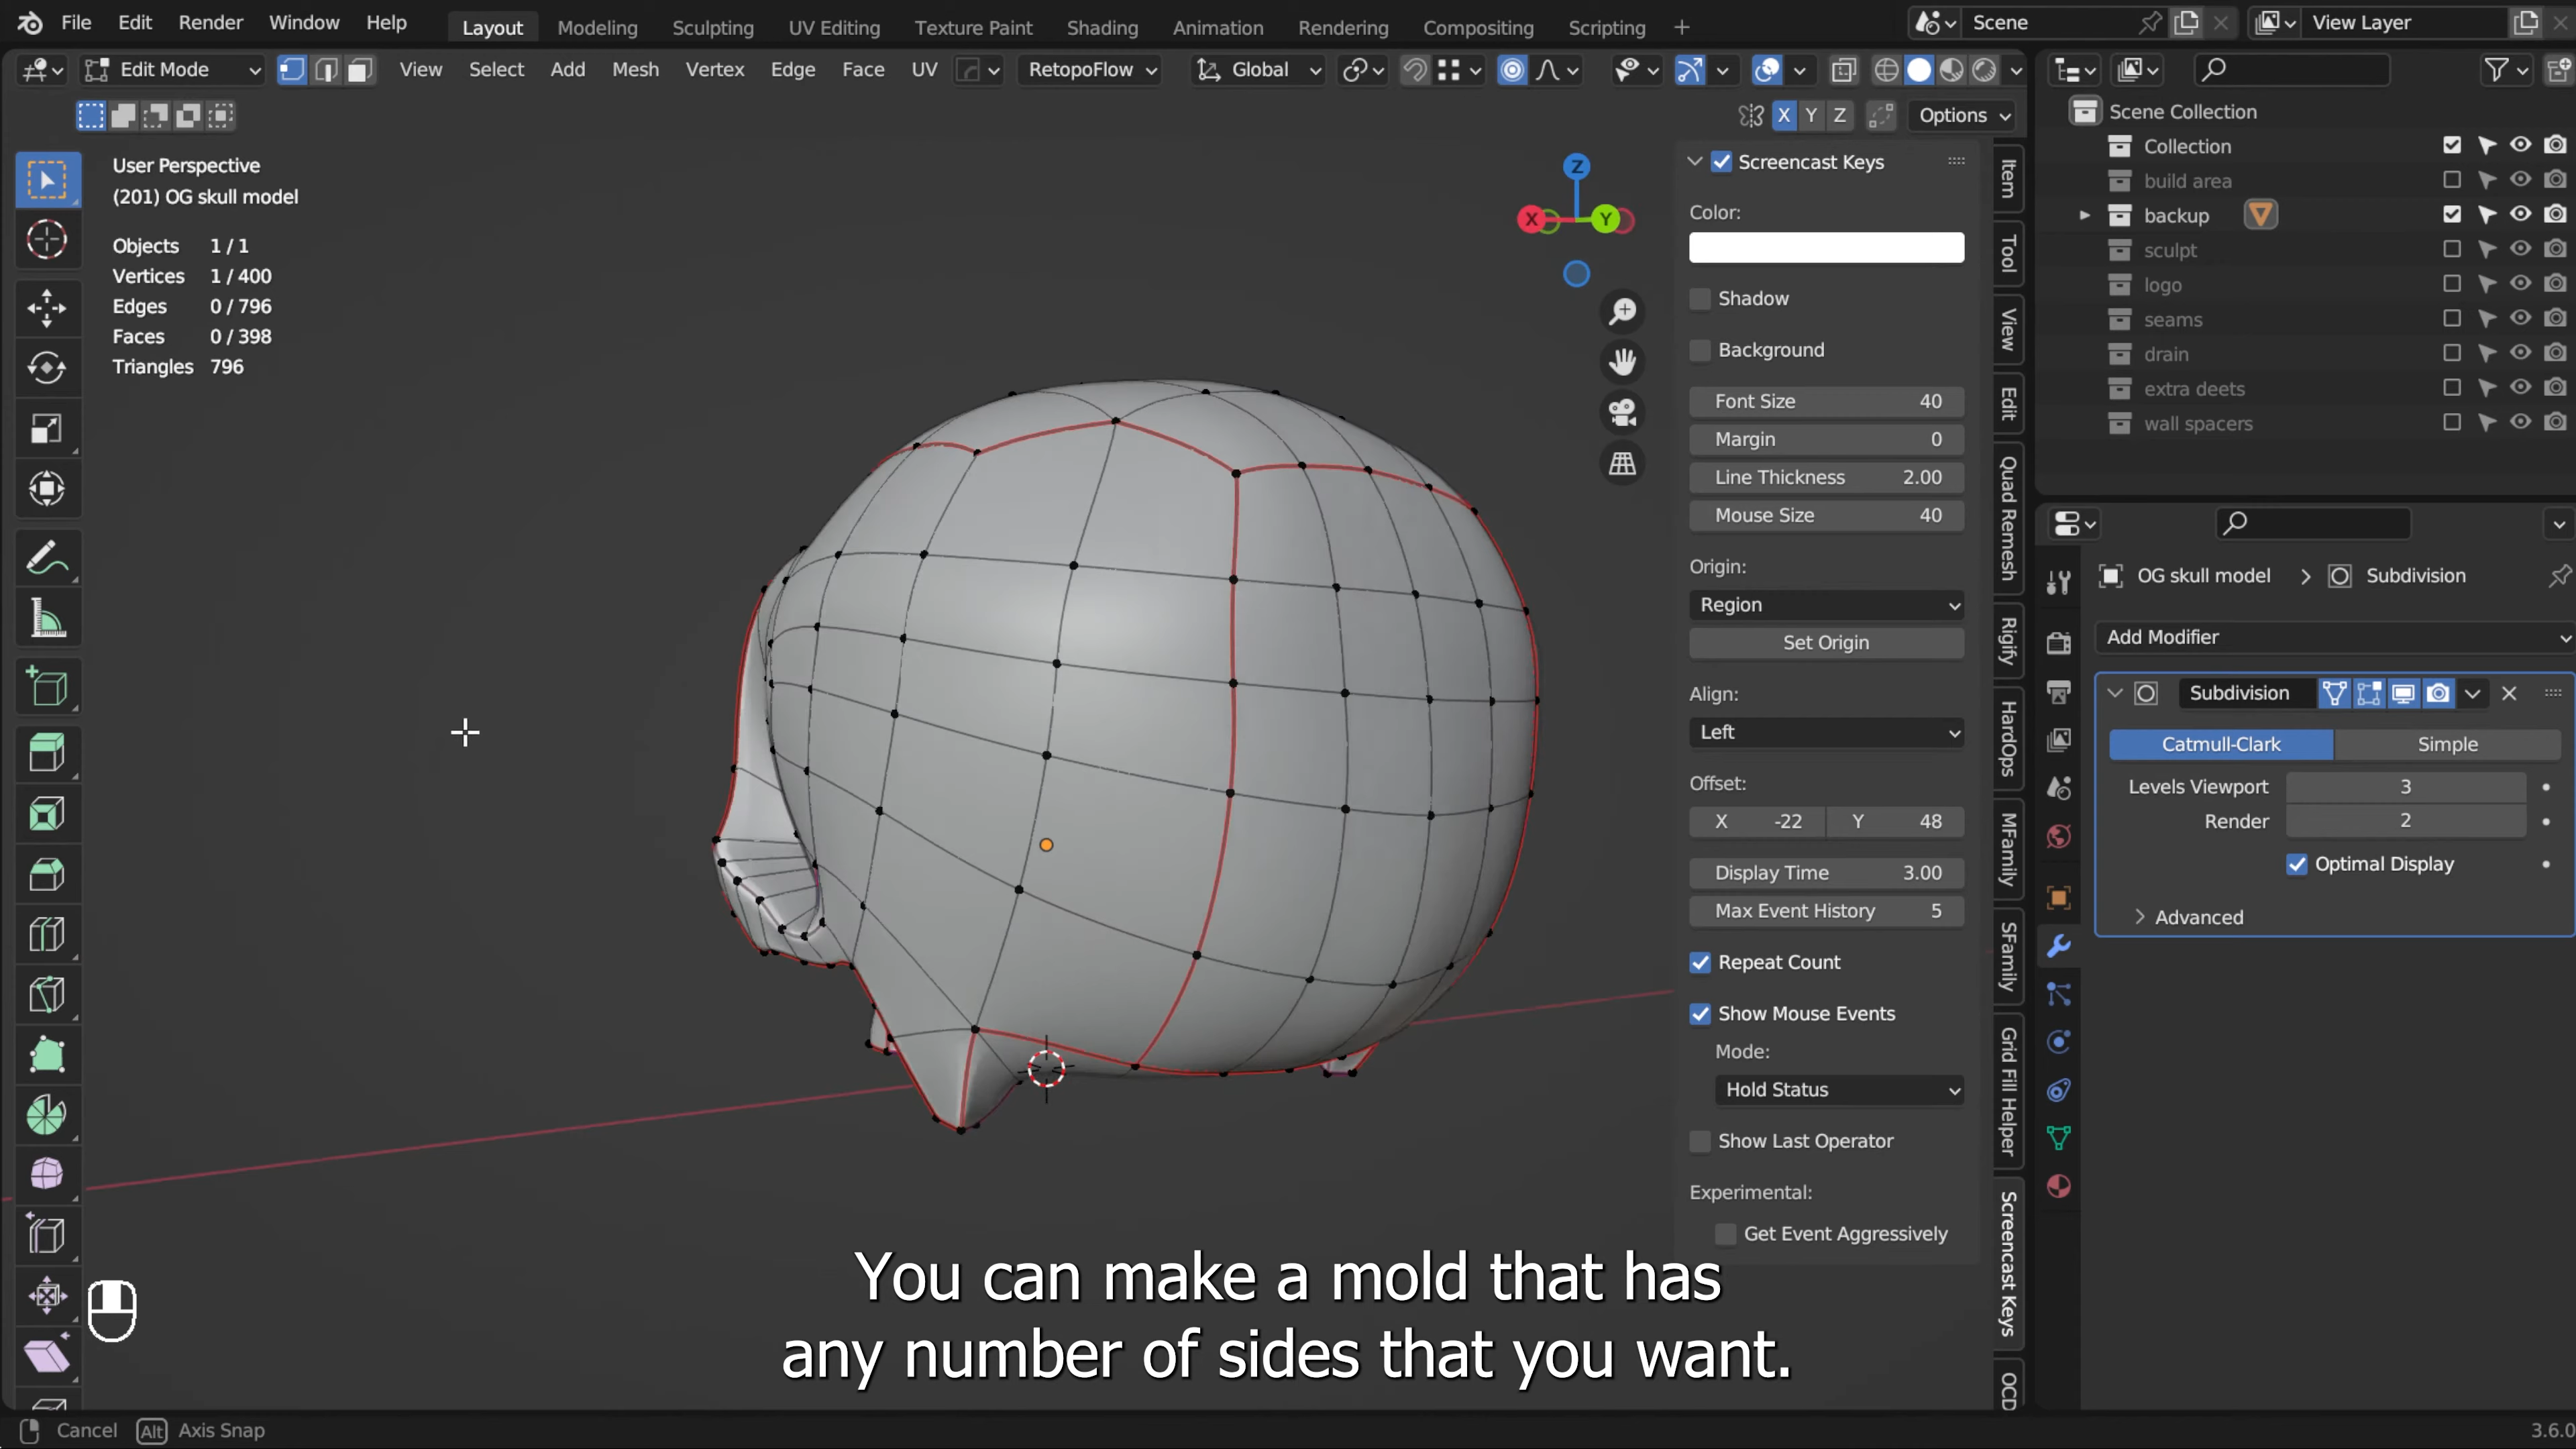 File Edit Render Window Help Layout Modeling Sculpting UV Editing Texture Paint Shading Animation Rendering Compositing Scripting + Scene View Layer
Edit Mode View Select Add Mesh Vertex Edge Face UV RetopoFlow Global
X Y Z Options
User Perspective
(201) OG skull model
Objects 1 / 1
Vertices 1 / 400
Edges 0 / 796
Faces 0 / 398
Triangles 796
Z
X Y
Screencast Keys
Color:
Shadow
Background
Font Size 40
Margin 0
Line Thickness 2.00
Mouse Size 40
Origin:
Region
Set Origin
Align:
Left
Offset:
X -22 Y 48
Display Time 3.00
Max Event History 5
Repeat Count
Show Mouse Events
Mode:
Hold Status
Show Last Operator
Experimental:
Get Event Aggressively
Item
Tool
View
Edit
Quad Remesh
Rigify
HardOps
MFamily
SFamily
Grid Fill Helper
Screencast Keys
OCD
Scene Collection
Collection
build area
backup
sculpt
logo
seams
drain
extra deets
wall spacers
OG skull model > Subdivision
Add Modifier
Subdivision
Catmull-Clark Simple
Levels Viewport 3
Render 2
Optimal Display
Advanced
You can make a mold that has
any number of sides that you want.
Cancel Alt Axis Snap 3.6.0